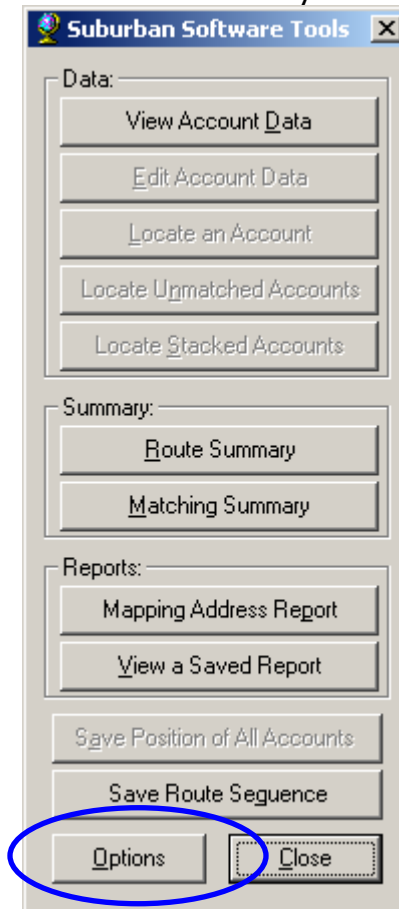 Suburban Software Tools
Data:
View Account Data
Edit Account Data
Locate an Account
Locate Unmatched Accounts
Locate Stacked Accounts
Summary:
Route Summary
Matching Summary
Reports:
Mapping Address Report
View a Saved Report
Save Position of All Accounts
Save Route Sequence
Options
Close